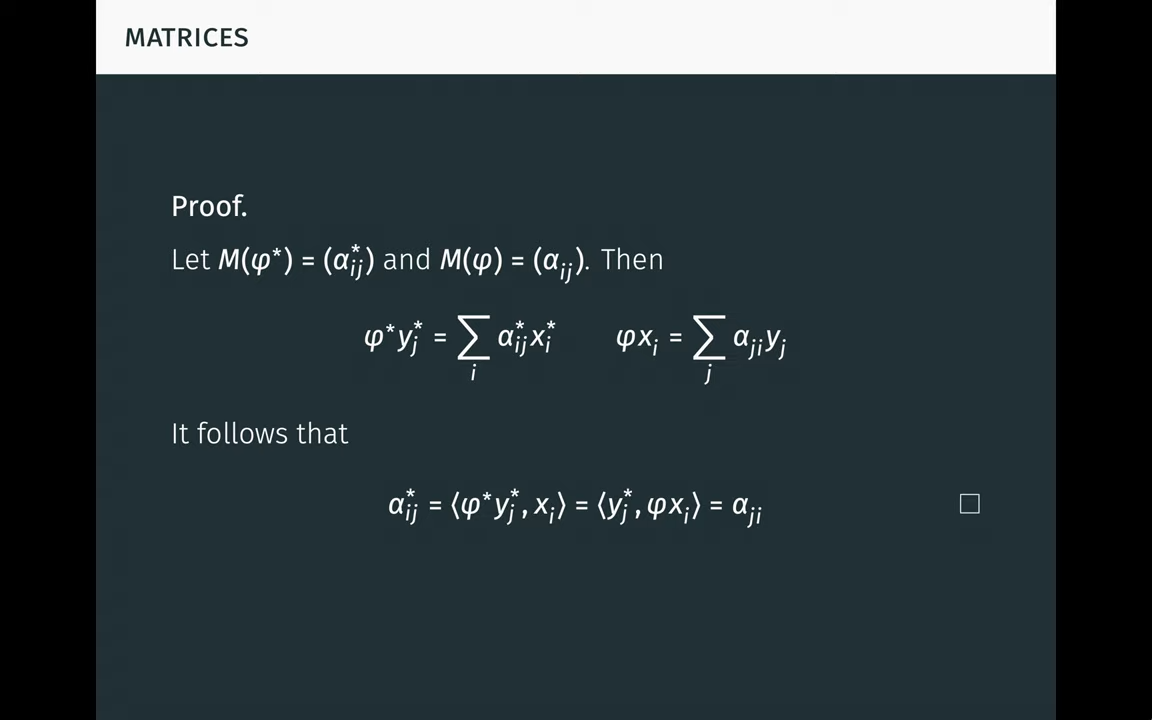 MATRICES
Proof.
Let M(φ*) = (α*ᵢⱼ) and M(φ) = (αᵢⱼ). Then
φ*y*ⱼ = ∑ᵢ α*ᵢⱼx*ᵢ φxᵢ = ∑ⱼ αⱼᵢyⱼ
It follows that
α*ᵢⱼ = ⟨φ*y*ⱼ, xᵢ⟩ = ⟨y*ⱼ, φxᵢ⟩ = αⱼᵢ □